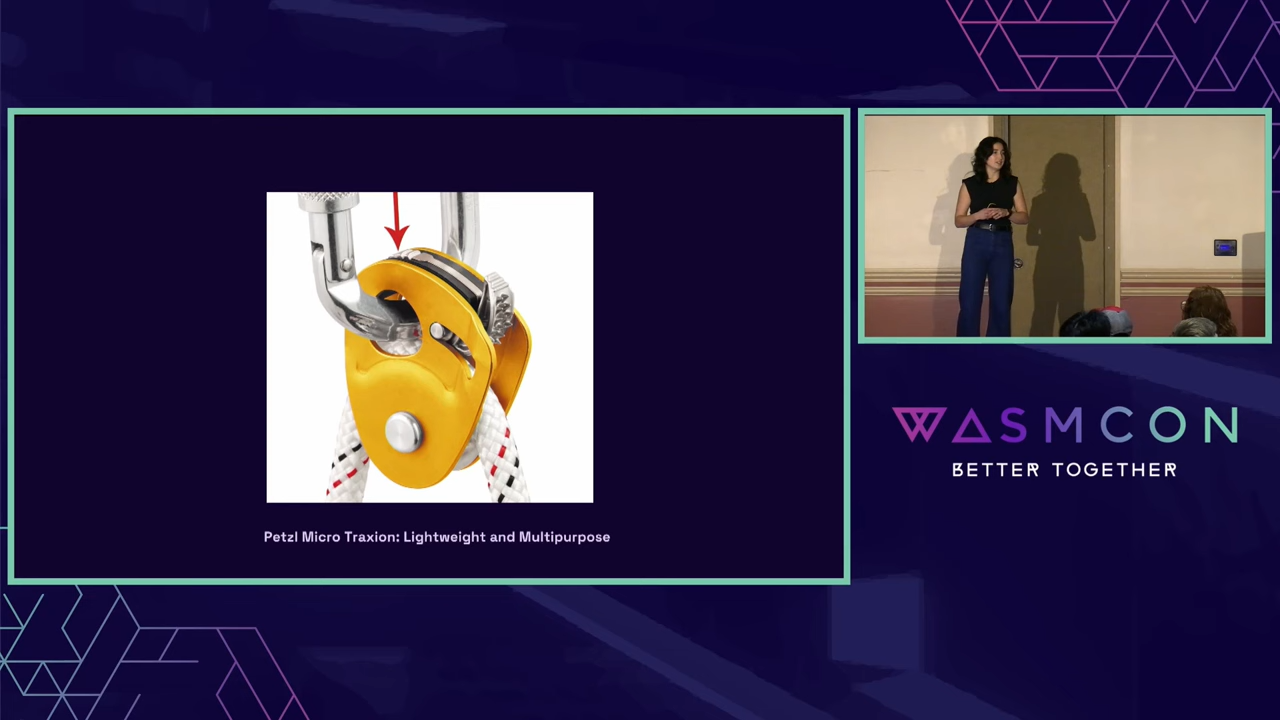 Petzl Micro Traxion: Lightweight and Multipurpose
WASMCON
BETTER TOGETHER